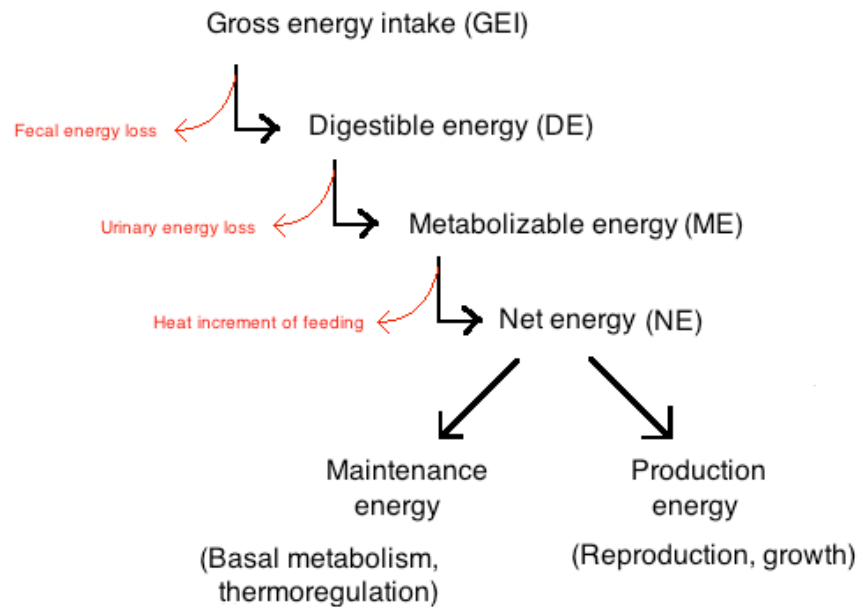 Gross energy intake (GEI)
Fecal energy loss
Digestible energy (DE)
Urinary energy loss
Metabolizable energy (ME)
Heat increment of feeding
Net energy (NE)
Maintenance
energy
(Basal metabolism,
thermoregulation)
Production
energy
(Reproduction, growth)